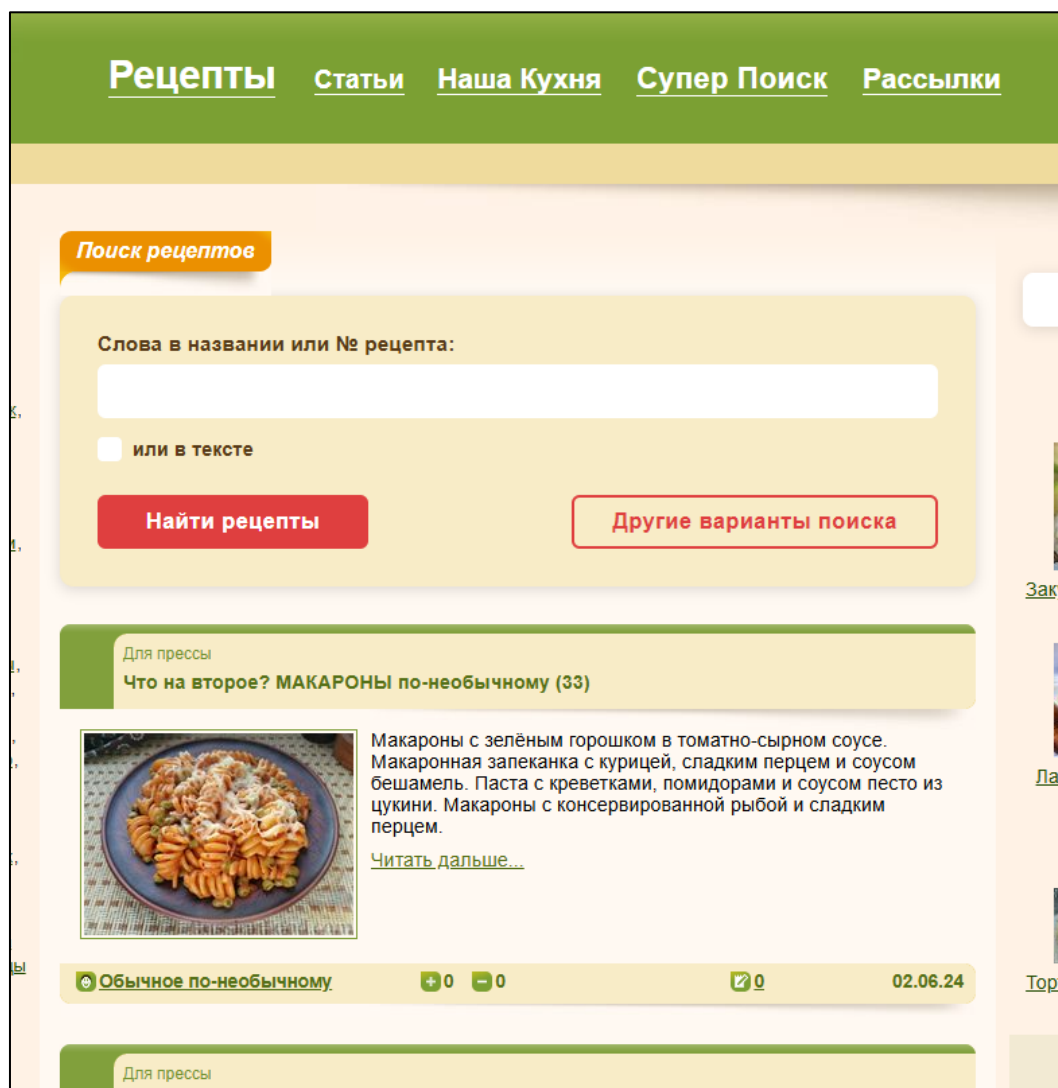 Рецепты Статьи Наша Кухня Супер Поиск Рассылки
Поиск рецептов
Слова в названии или № рецепта:
или в тексте
Найти рецепты Другие варианты поиска
Для прессы
Что на второе? МАКАРОНЫ по-необычному (33)
Макароны с зелёным горошком в томатно-сырном соусе.
Макаронная запеканка с курицей, сладким перцем и соусом
бешамель. Паста с креветками, помидорами и соусом песто из
цукини. Макароны с консервированной рыбой и сладким
перцем.
Читать дальше...
Обычное по-необычному 0 0 0 02.06.24
Для прессы